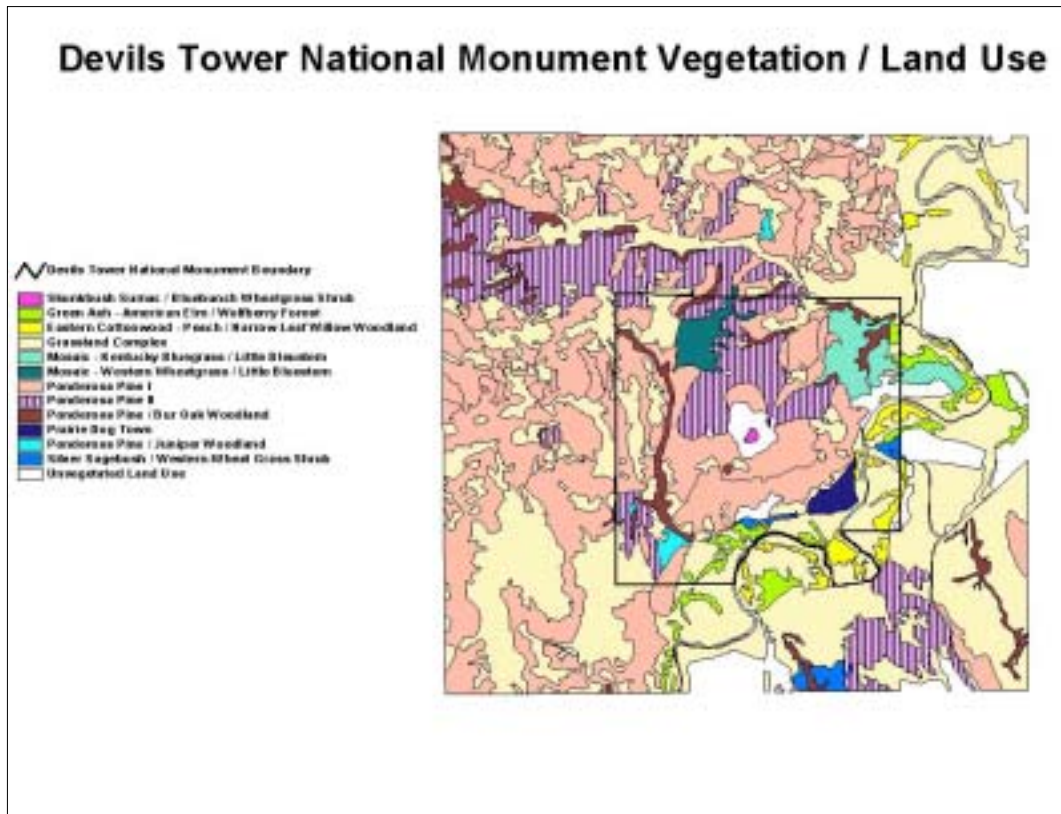 Devils Tower National Monument Vegetation / Land Use
Devils Tower National Monument Boundary
Skunkbush Sumac / Bluebunch Wheatgrass Shrub
Green Ash - American Elm / Wolfberry Forest
Eastern Cottonwood - Peach / Narrow Leaf Willow Woodland
Grassland Complex
Mosaic - Kentucky Bluegrass / Little Bluestem
Mosaic - Western Wheatgrass / Little Bluestem
Ponderosa Pine I
Ponderosa Pine II
Ponderosa Pine / Bur Oak Woodland
Prairie Dog Town
Ponderosa Pine / Juniper Woodland
Silver Sagebush / Western Wheat Grass Shrub
Unvegetated Land Use